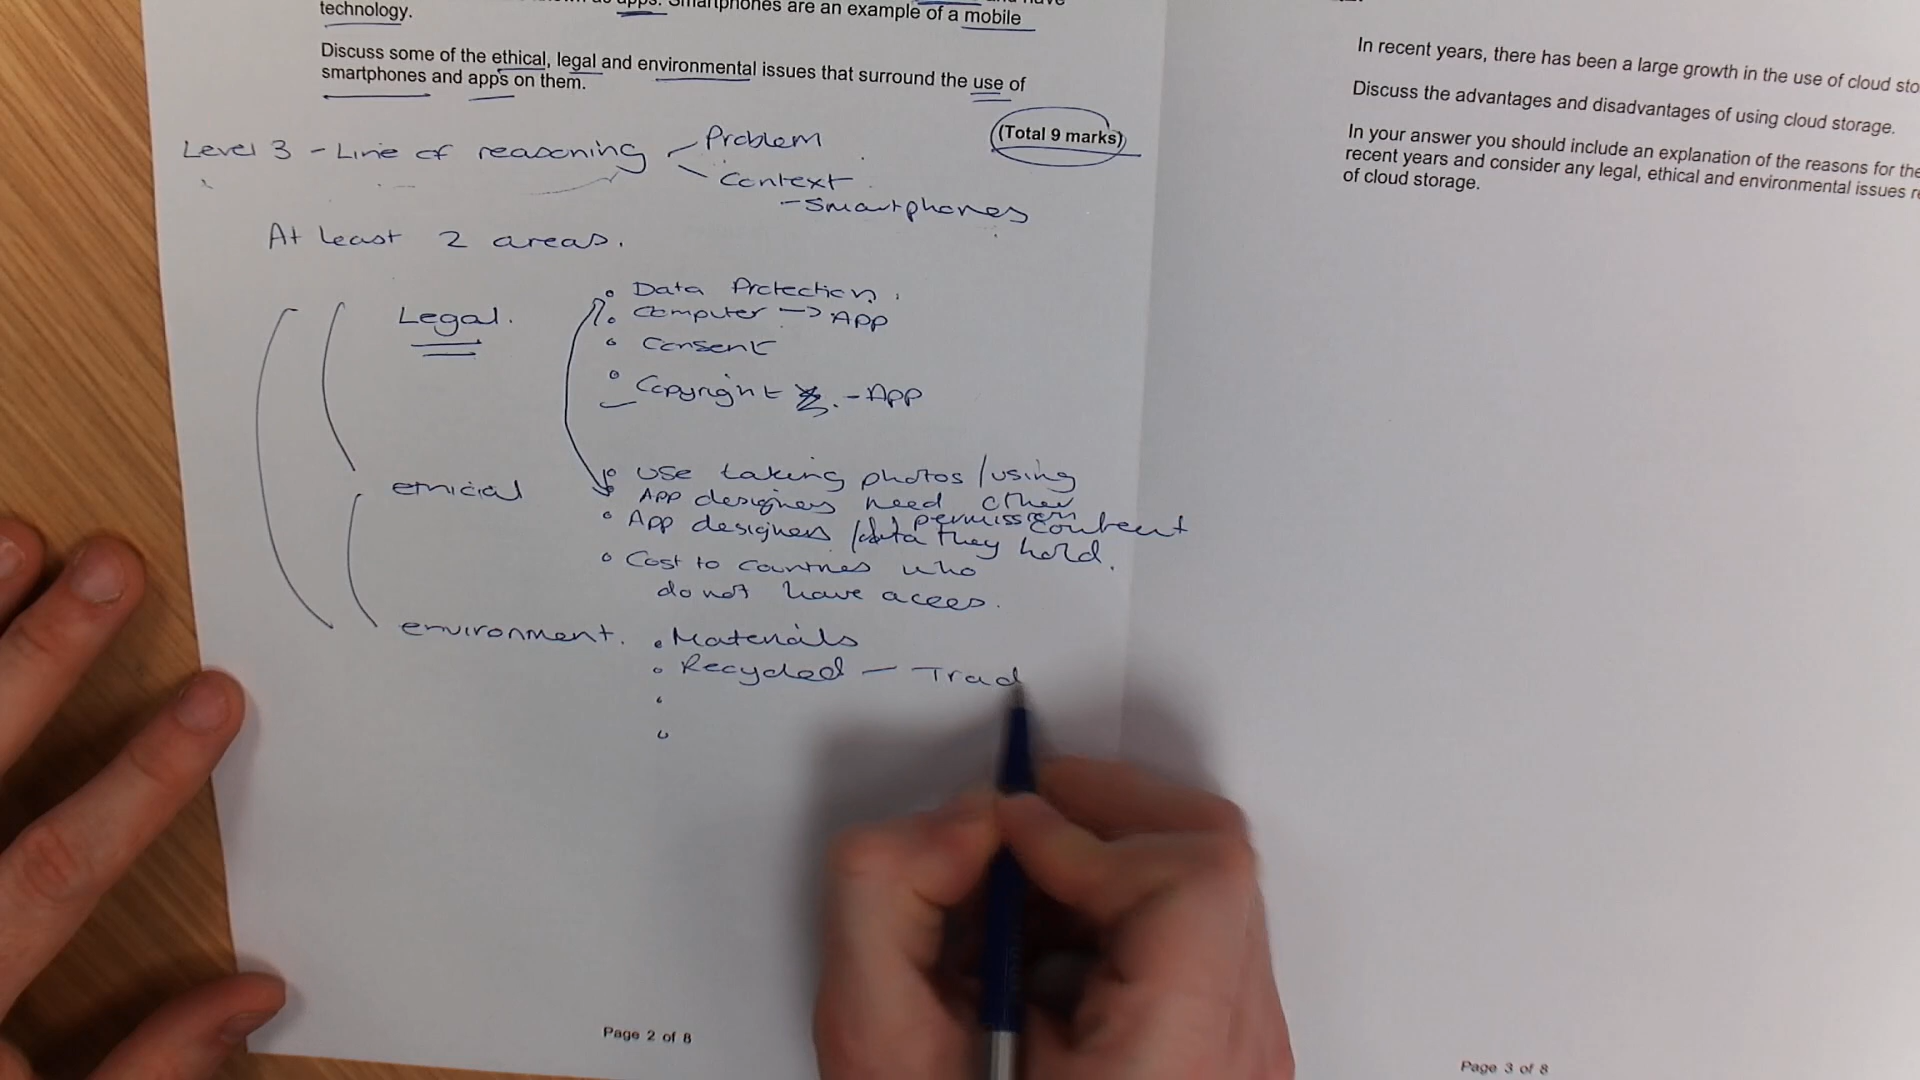 apps. Smartphones are an example of a mobile
technology.
Discuss some of the ethical, legal and environmental issues that surround the use of
smartphones and apps on them.
(Total 9 marks)
Level 3 - Line of reasoning
Problem
Context
- Smartphones
At least 2 areas.
Legal.
• Data Protection.
• Computer -> APP
• Consent
• Copyright - APP
ethicial
• Use taking photos / using
other content
APP designers need permission
• App designers / data they hold.
• Cost to countries who
do not have acees.
environment.
• Materials
• Recycled - Trad
Page 2 of 8
In recent years, there has been a large growth in the use of cloud sto
Discuss the advantages and disadvantages of using cloud storage.
In your answer you should include an explanation of the reasons for the
recent years and consider any legal, ethical and environmental issues re
of cloud storage.
Page 3 of 8